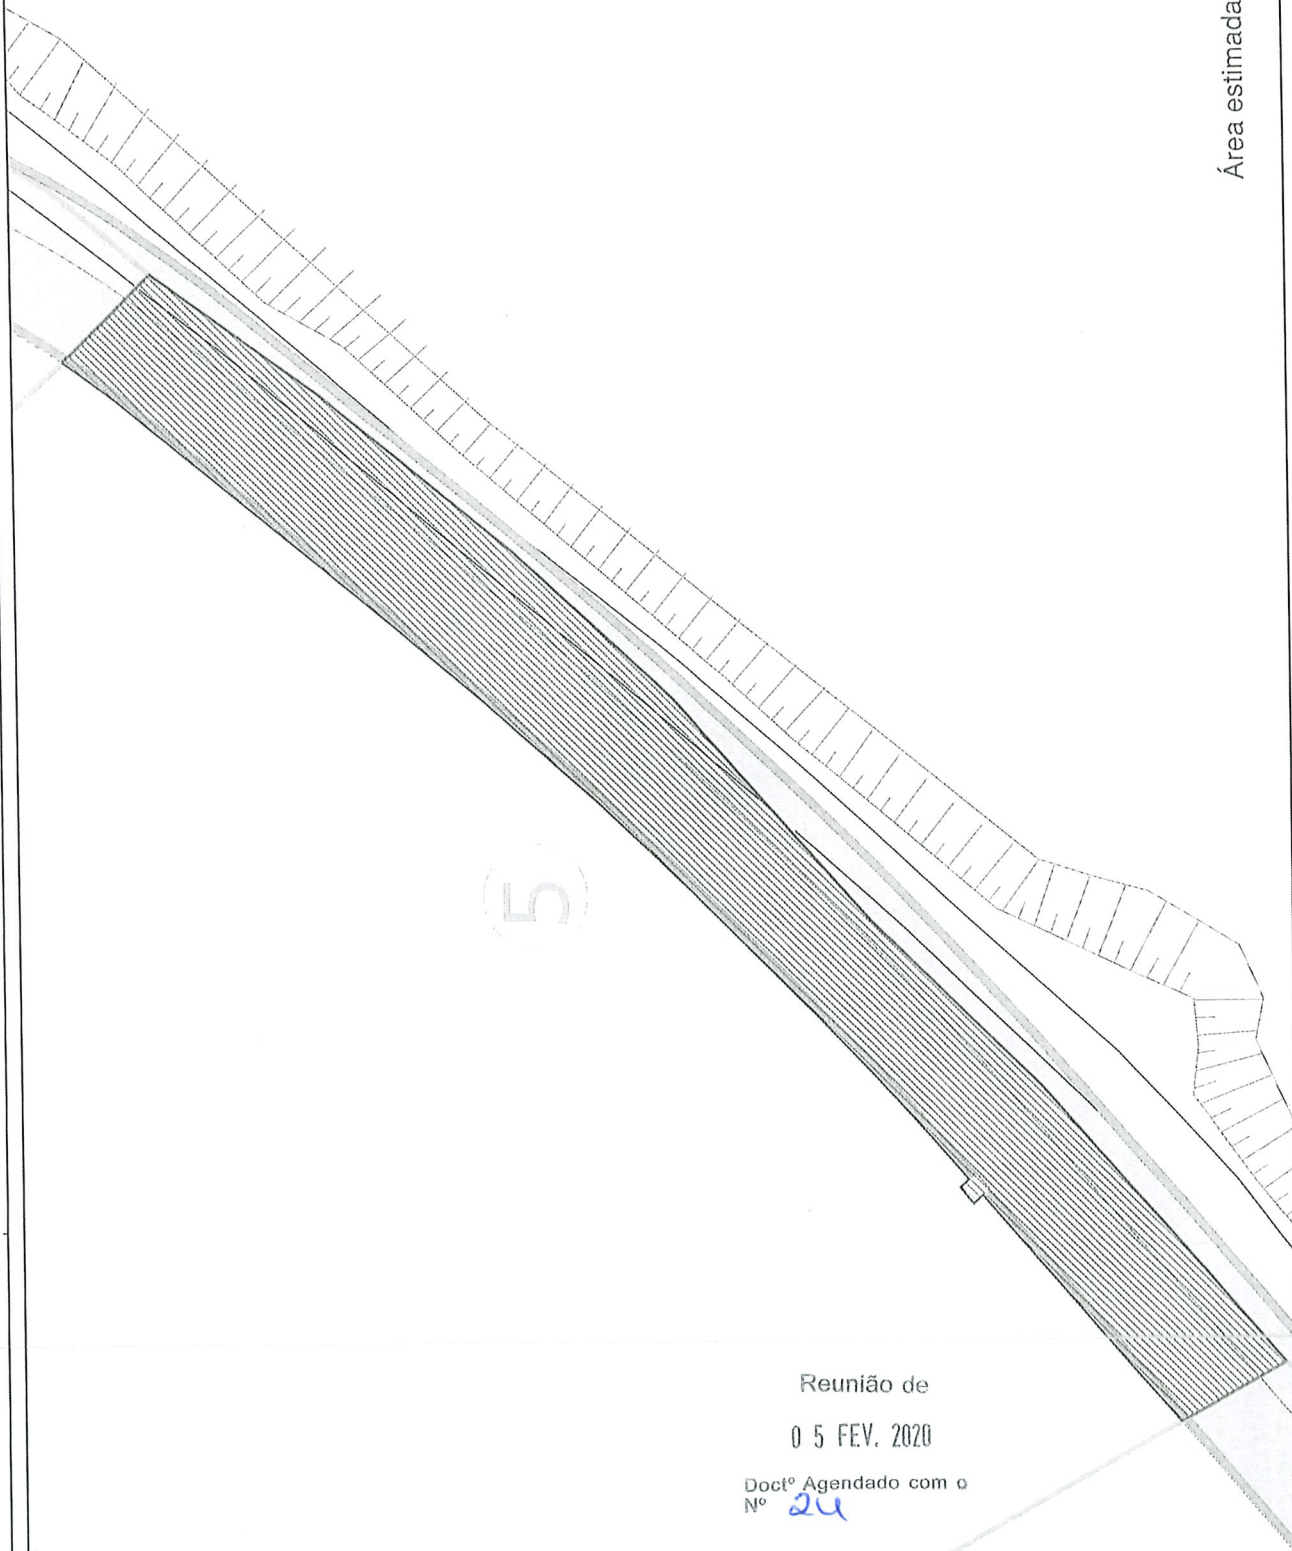 Área estimada
5
Reunião de
0 5 FEV. 2020
Doctº Agendado com o
Nº 24